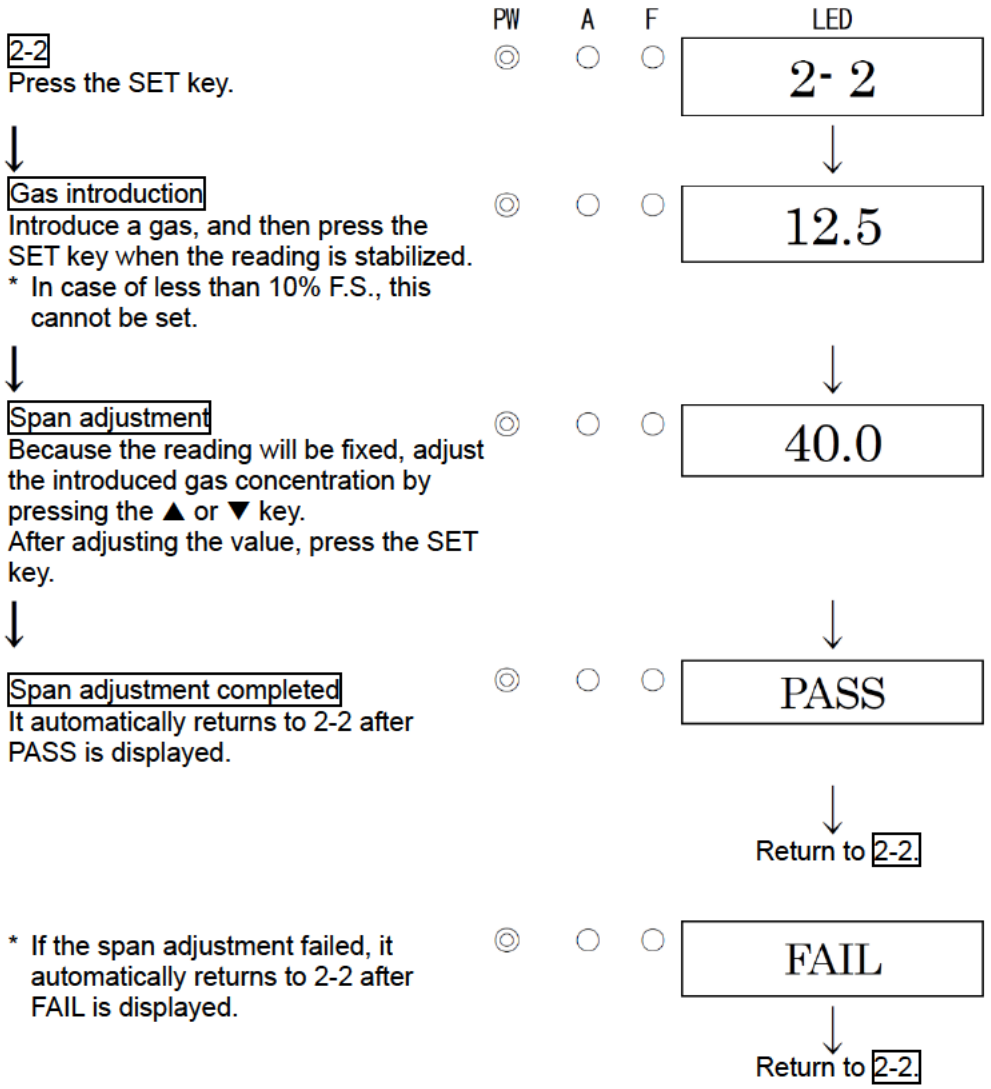 PW A F LED
2-2
Press the SET key.
2- 2
Gas introduction
Introduce a gas, and then press the
SET key when the reading is stabilized.
* In case of less than 10% F.S., this
cannot be set.
12.5
Span adjustment
Because the reading will be fixed, adjust
the introduced gas concentration by
pressing the ▲ or ▼ key.
After adjusting the value, press the SET
key.
40.0
Span adjustment completed
It automatically returns to 2-2 after
PASS is displayed.
PASS
Return to 2-2.
* If the span adjustment failed, it
automatically returns to 2-2 after
FAIL is displayed.
FAIL
Return to 2-2.